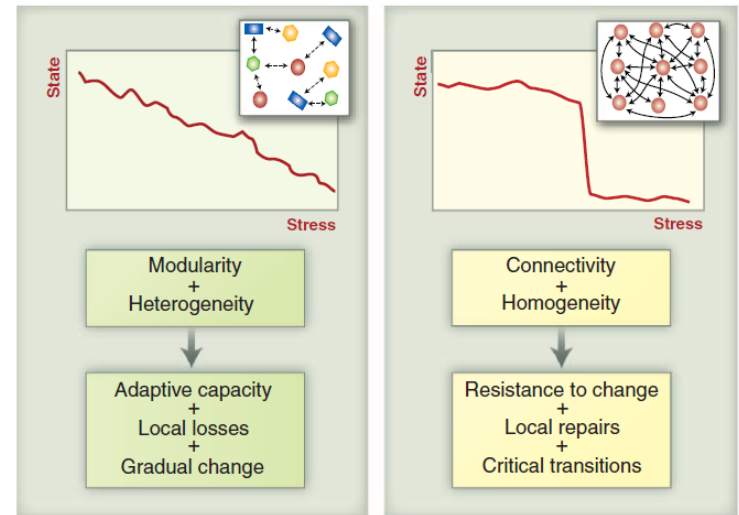 State
Stress
Modularity
+
Heterogeneity
Adaptive capacity
+
Local losses
+
Gradual change
State
Stress
Connectivity
+
Homogeneity
Resistance to change
+
Local repairs
+
Critical transitions